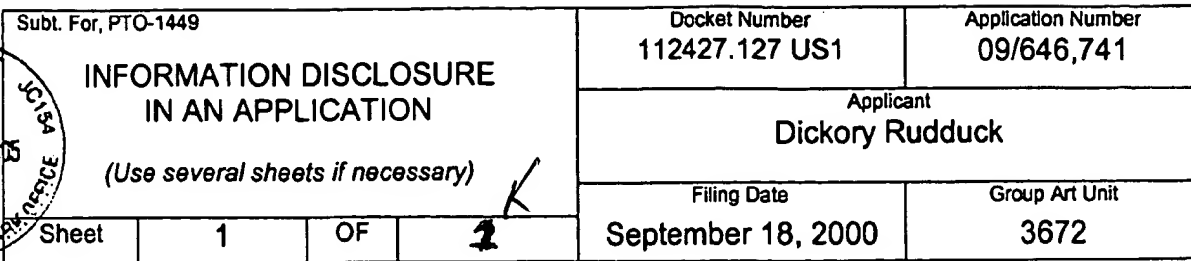 Subt. For, PTO-1449
INFORMATION DISCLOSURE
IN AN APPLICATION
(Use several sheets if necessary)
Sheet 1 OF
Docket Number
112427.127 US1
Application Number
09/646,741
Applicant
Dickory Rudduck
Filing Date
September 18, 2000
Group Art Unit
3672
JC154